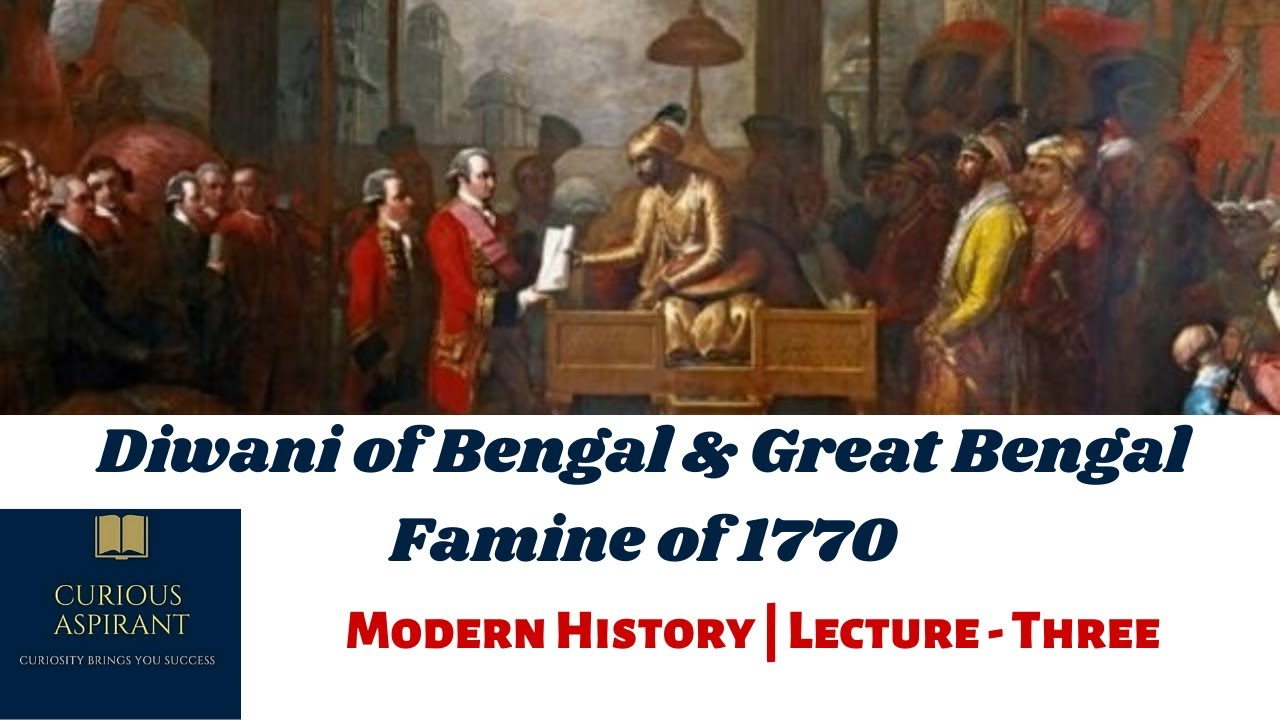 Diwani of Bengal & Great Bengal
Famine of 1770
CURIOUS
ASPIRANT
CURIOSITY BRINGS YOU SUCCESS
Modern History | Lecture - Three